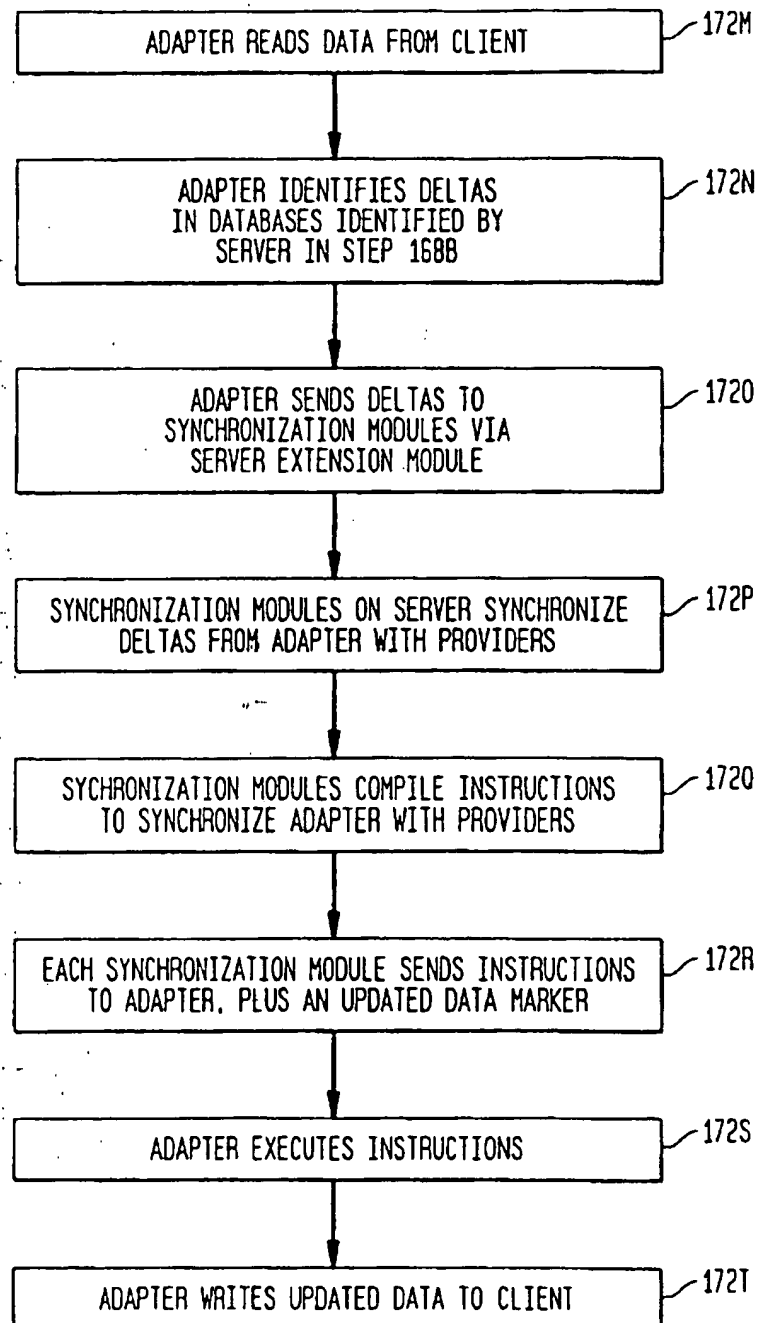 ADAPTER READS DATA FROM CLIENT
172M
ADAPTER IDENTIFIES DELTAS
IN DATABASES IDENTIFIED BY
SERVER IN STEP 168B
172N
ADAPTER SENDS DELTAS TO
SYNCHRONIZATION MODULES VIA
SERVER EXTENSION MODULE
172O
SYNCHRONIZATION MODULES ON SERVER SYNCHRONIZE
DELTAS FROM ADAPTER WITH PROVIDERS
172P
SYCHRONIZATION MODULES COMPILE INSTRUCTIONS
TO SYNCHRONIZE ADAPTER WITH PROVIDERS
172Q
EACH SYNCHRONIZATION MODULE SENDS INSTRUCTIONS
TO ADAPTER, PLUS AN UPDATED DATA MARKER
172R
ADAPTER EXECUTES INSTRUCTIONS
172S
ADAPTER WRITES UPDATED DATA TO CLIENT
172T